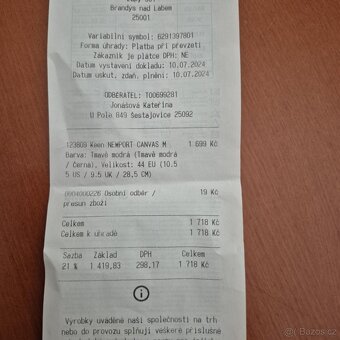 Brandýs nad Labem
25001
Variabilní symbol: 8291397801
Forma úhrady: Platba při převzetí
Zákazník je plátce DPH: NE
Datum vystavení dokladu: 10.07.2024
Datum uskut. zdaň. plnění: 10.07.2024
ODBĚRATEL: T00699281
Jonášová Kateřina
U Pole 849 Šestajovice 25092
123809 Keen NEWPORT CANVAS M 1 699 Kč
Barva: Tmavě modrá (Tmavě modrá
/ Černá), Velikost: 44 EU (10.5
5 US / 9.5 UK / 28,5 CM)
0904000226 Osobní odběr / 19 Kč
přesun zboží
Celkem 1 718 Kč
Celkem k úhradě 1 718 Kč
Sazba Základ DPH Celkem
21 % 1 419,83 298,17 1 718 Kč
Výrobky uváděné naší společností na trh
nebo do provozu splňují veškeré příslušné